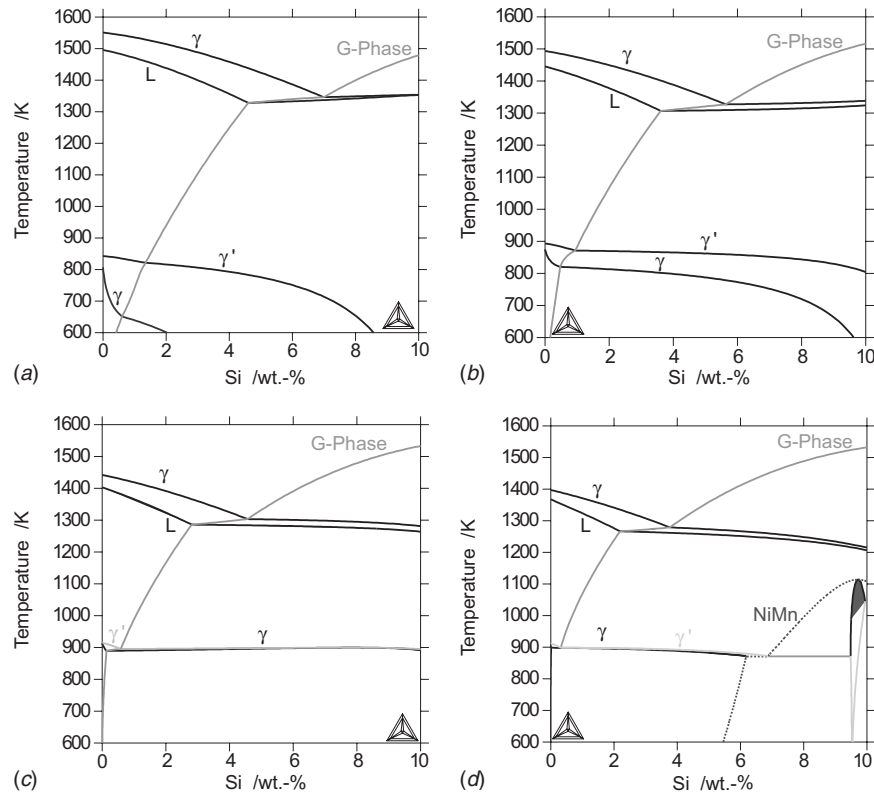 1600
1500
1400
1300
1200
1100
1000
900
800
700
600
Temperature /K
γ
L
G-Phase
γ'
γ
0 2 4 6 8 10
Si /wt.-%
(a)
1600
1500
1400
1300
1200
1100
1000
900
800
700
600
Temperature /K
γ
L
G-Phase
γ'
γ
0 2 4 6 8 10
Si /wt.-%
(b)
1600
1500
1400
1300
1200
1100
1000
900
800
700
600
Temperature /K
G-Phase
γ
L
γ'
γ
0 2 4 6 8 10
Si /wt.-%
(c)
1600
1500
1400
1300
1200
1100
1000
900
800
700
600
Temperature /K
G-Phase
γ
L
NiMn
γ
γ'
0 2 4 6 8 10
Si /wt.-%
(d)